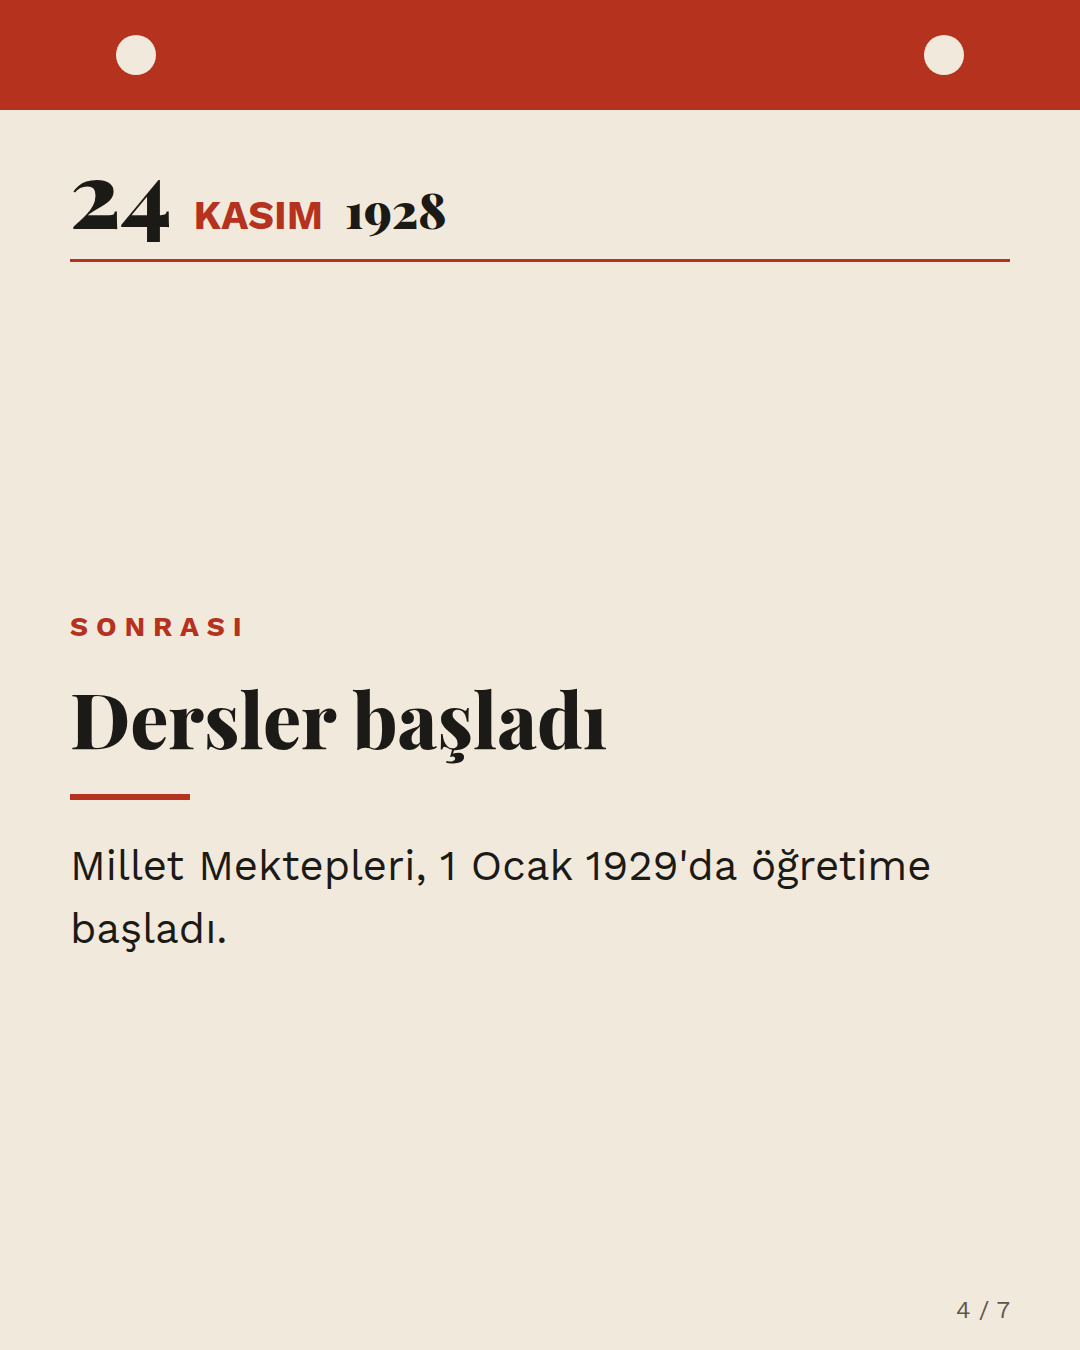 24 KASIM 1928
SONRASI
Dersler başladı
Millet Mektepleri, 1 Ocak 1929'da öğretime
başladı.
4 / 7